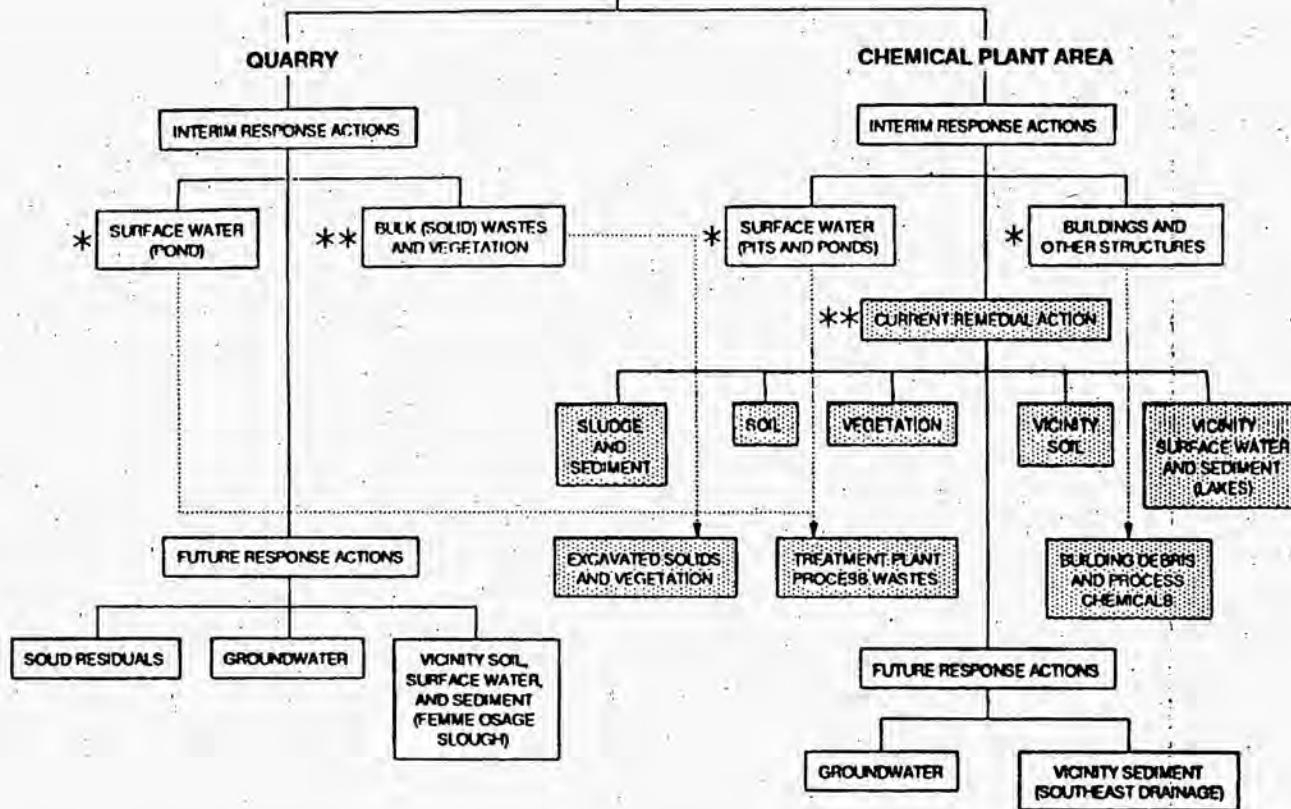 QUARRY
CHEMICAL PLANT AREA
INTERIM RESPONSE ACTIONS
INTERIM RESPONSE ACTIONS
* SURFACE WATER
(POND)
** BULK (SOLID) WASTES
AND VEGETATION
* SURFACE WATER
(PITS AND PONDS)
* BUILDINGS AND
OTHER STRUCTURES
** CURRENT REMEDIAL ACTION
SLUDGE
AND
SEDIMENT
SOIL
VEGETATION
VICINITY
SOIL
VICINITY
SURFACE WATER
AND SEDIMENT
(LAKES)
FUTURE RESPONSE ACTIONS
EXCAVATED SOLIDS
AND VEGETATION
TREATMENT PLANT
PROCESS WASTES
BUILDING DEBRIS
AND PROCESS
CHEMICALS
SOLID RESIDUALS
GROUNDWATER
VICINITY SOIL,
SURFACE WATER,
AND SEDIMENT
(FEMME OSAGE
SLOUGH)
FUTURE RESPONSE ACTIONS
GROUNDWATER
VICINITY SEDIMENT
(SOUTHEAST DRAINAGE)